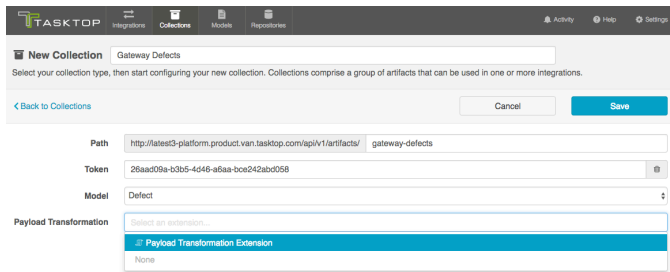 TASKTOP
Integrations Collections Models Repositories Activity Help Settings
New Collection Gateway Defects
Select your collection type, then start configuring your new collection. Collections comprise a group of artifacts that can be used in one or more integrations.
Back to Collections Cancel Save
Path http://latest3-platform.product.van.tasktop.com/api/v1/artifacts/ gateway-defects
Token 26aad09a-b3b5-4d46-a6aa-bce242abd058
Model Defect
Payload Transformation Select an extension...
Payload Transformation Extension
None